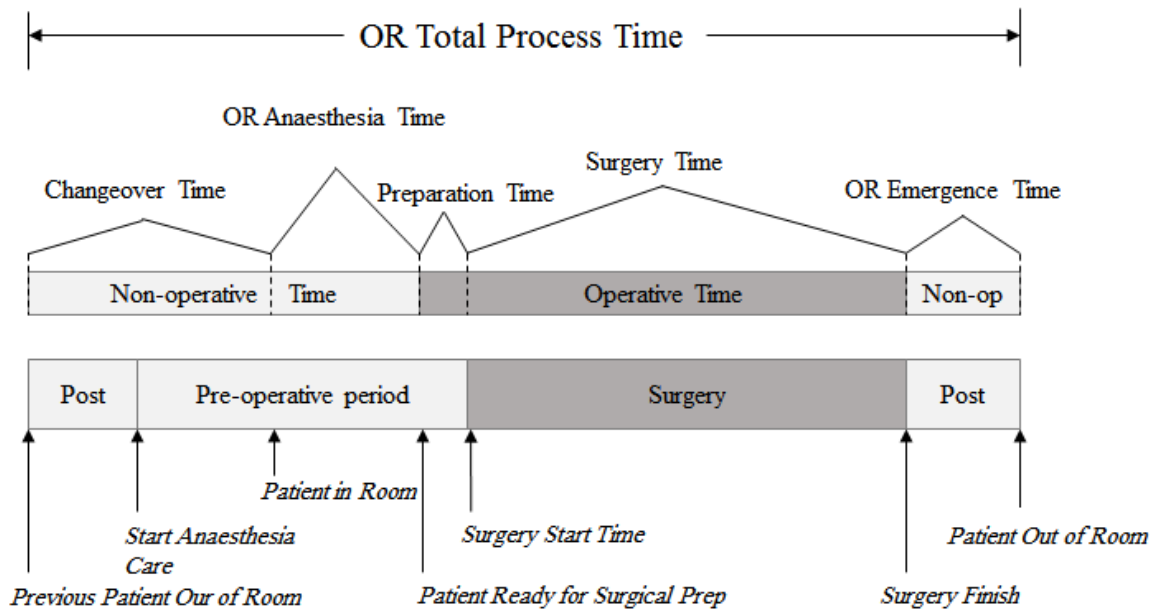 OR Total Process Time
OR Anaesthesia Time
Surgery Time
Changeover Time
Preparation Time
OR Emergence Time
Non-operative Time
Operative Time
Non-op
Post
Pre-operative period
Surgery
Post
Patient in Room
Start Anaesthesia
Care
Surgery Start Time
Patient Out of Room
Previous Patient Our of Room
Patient Ready for Surgical Prep
Surgery Finish